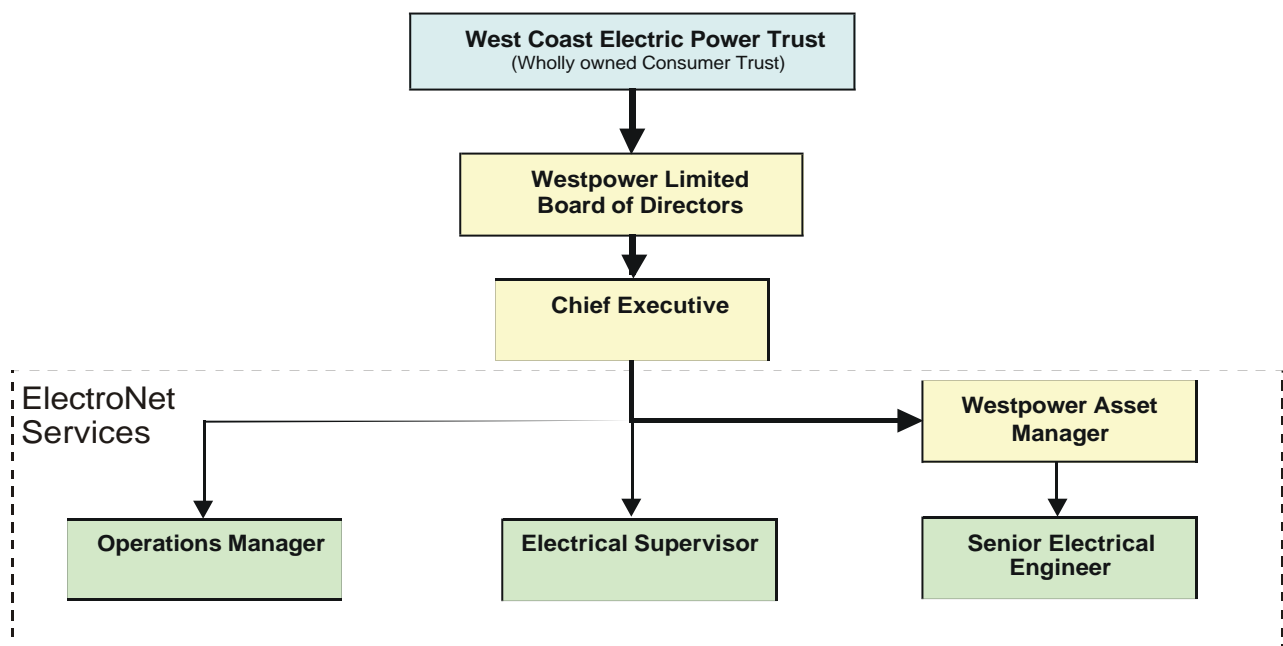 West Coast Electric Power Trust
(Wholly owned Consumer Trust)
Westpower Limited
Board of Directors
Chief Executive
ElectroNet
Services
Westpower Asset
Manager
Operations Manager
Electrical Supervisor
Senior Electrical
Engineer